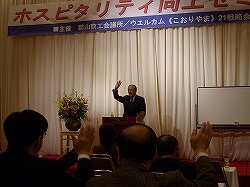 ホスピタリティ向上セミ
■主催 郡山商工会議所／ウエルカム《こおりやま》21戦略会